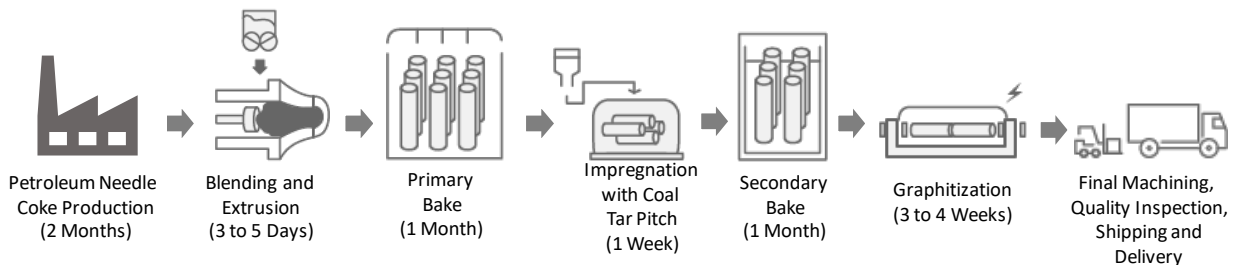 Petroleum Needle
Coke Production
(2 Months)
Blending and
Extrusion
(3 to 5 Days)
Primary
Bake
(1 Month)
Impregnation
with Coal
Tar Pitch
(1 Week)
Secondary
Bake
(1 Month)
Graphitization
(3 to 4 Weeks)
Final Machining,
Quality Inspection,
Shipping and
Delivery